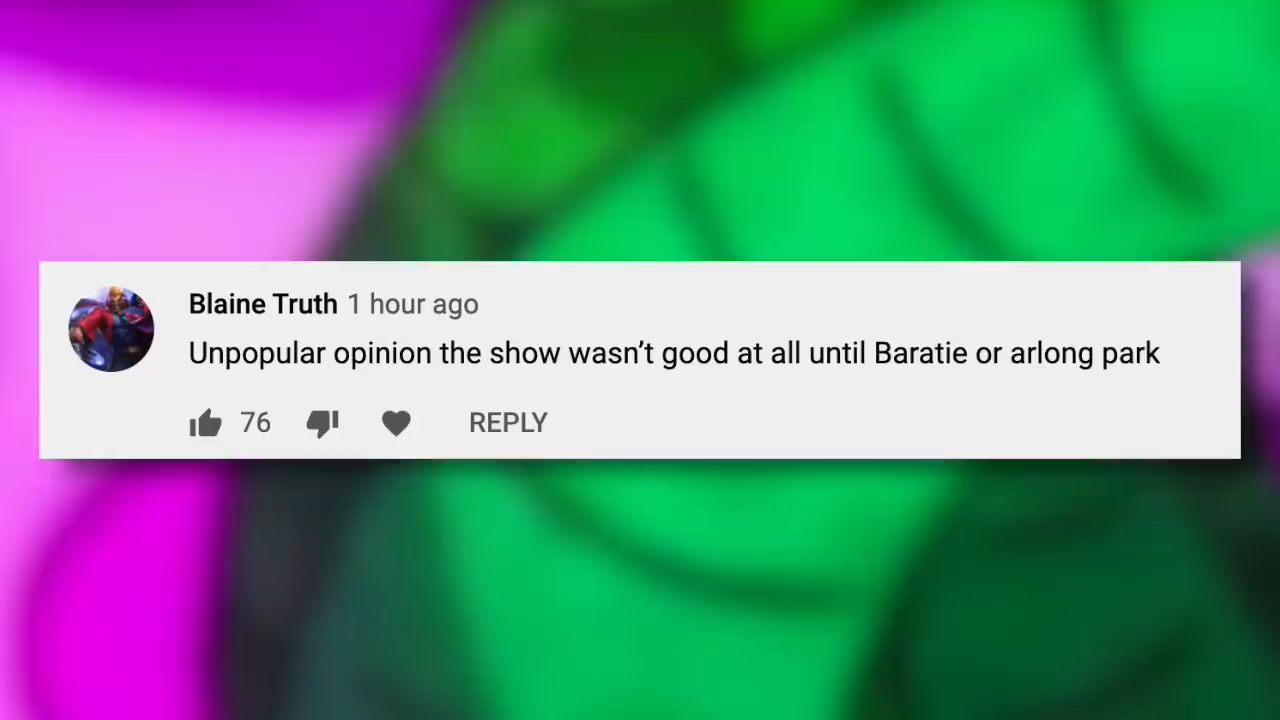 Blaine Truth 1 hour ago
Unpopular opinion the show wasn’t good at all until Baratie or arlong park
76 REPLY